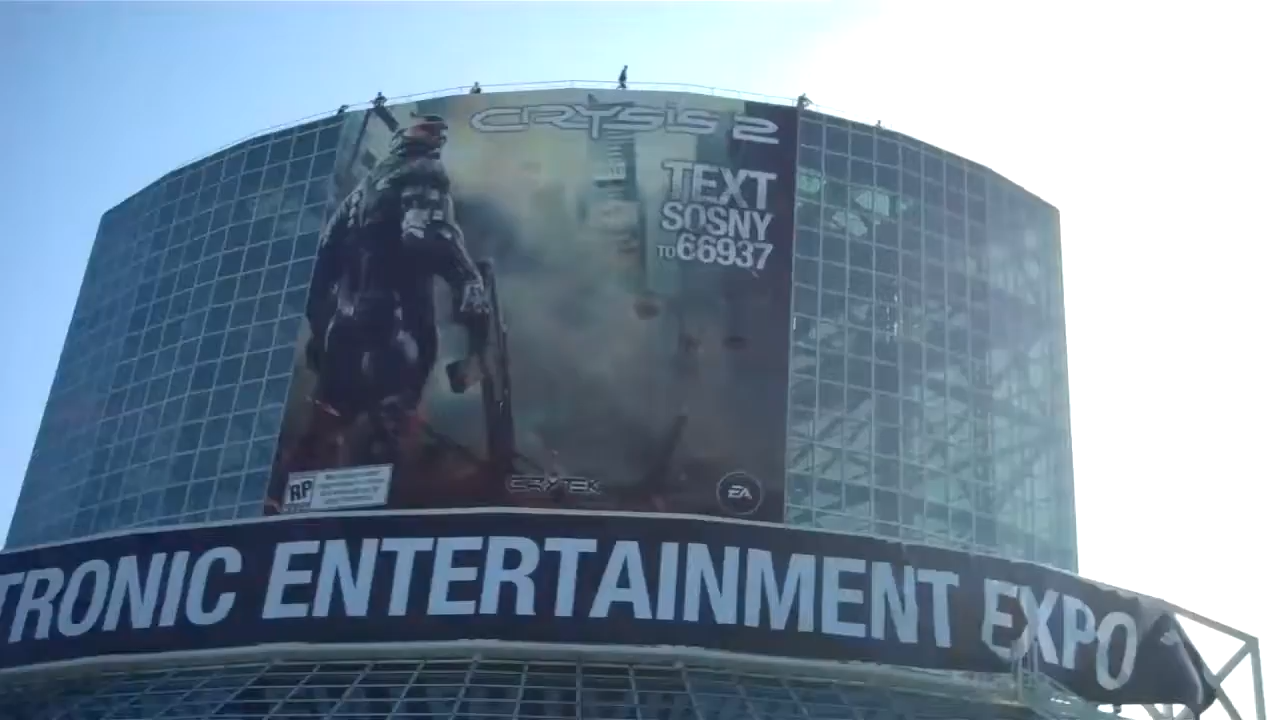 CRYSIS 2
TEXT
SOSNY
TO 66937
RP
CRYTEK
EA
TRONIC ENTERTAINMENT EXPO